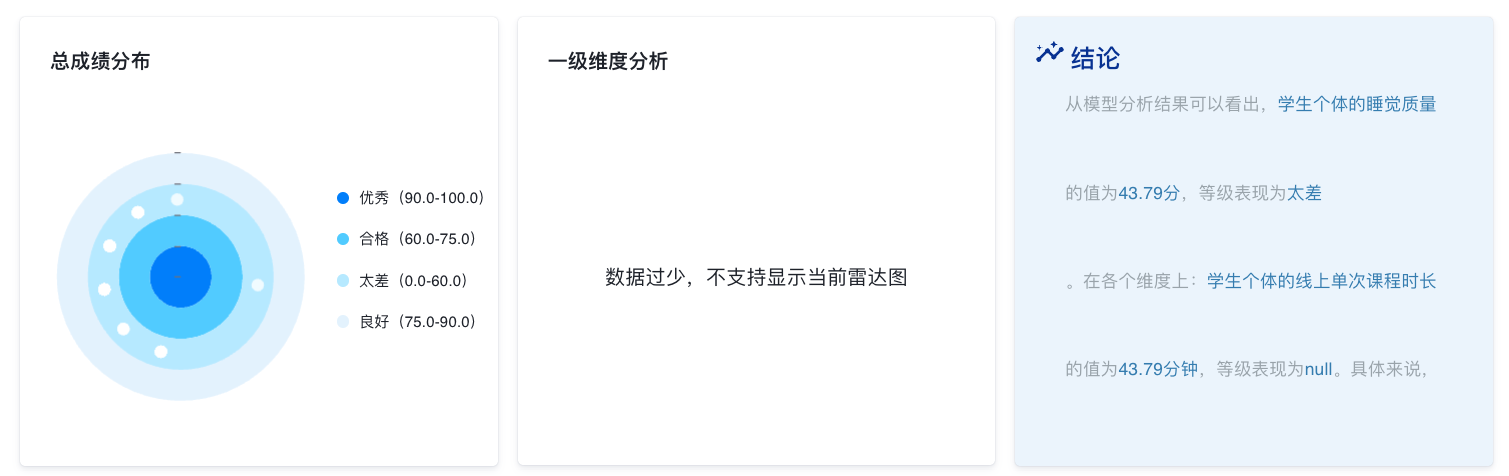 总成绩分布
优秀（90.0-100.0）
合格（60.0-75.0）
太差（0.0-60.0）
良好（75.0-90.0）
一级维度分析
数据过少，不支持显示当前雷达图
结论
从模型分析结果可以看出，学生个体的睡觉质量
的值为43.79分，等级表现为太差
。在各个维度上：学生个体的线上单次课程时长
的值为43.79分钟，等级表现为null。具体来说，